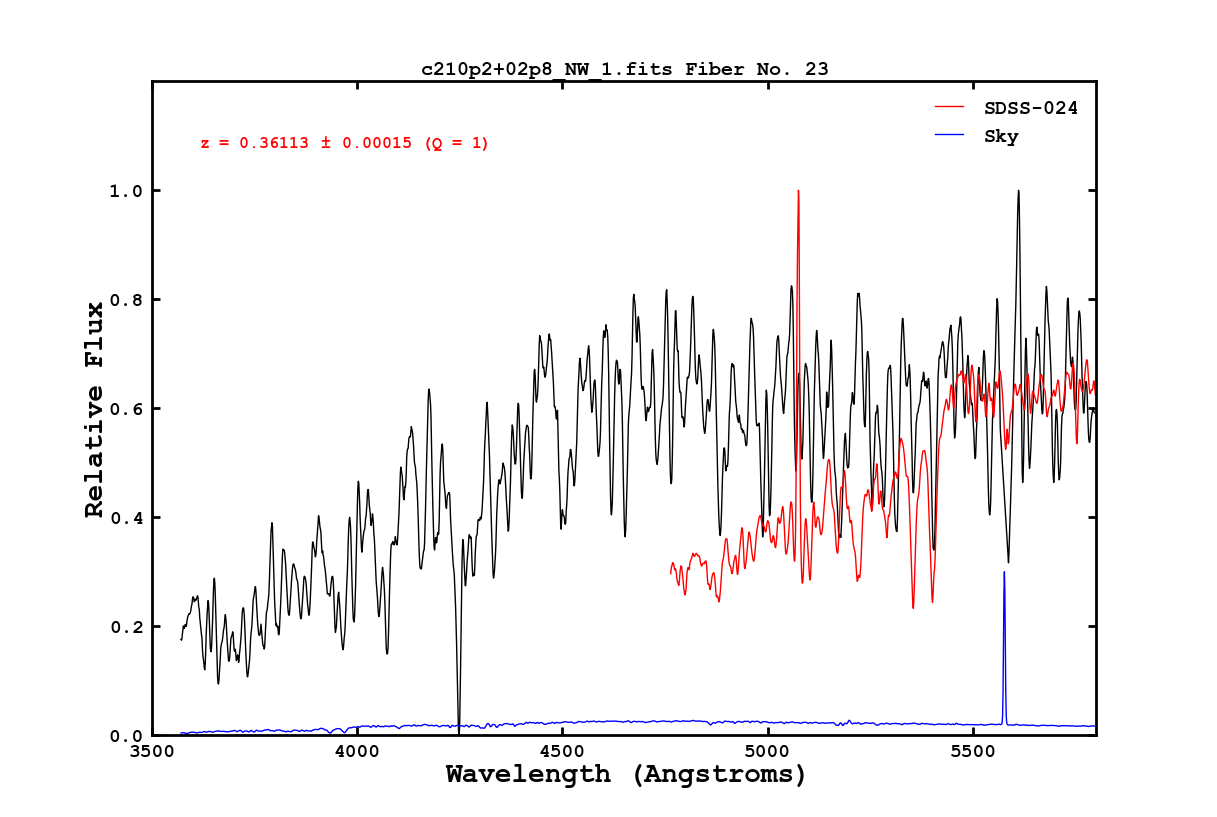 c210p2+02p8_NW_1.fits Fiber No. 23
SDSS-024
Sky
z = 0.36113 ± 0.00015 (Q = 1)
1.0
0.8
0.6
0.4
0.2
0.0
Relative Flux
3500 4000 4500 5000 5500
Wavelength (Angstroms)